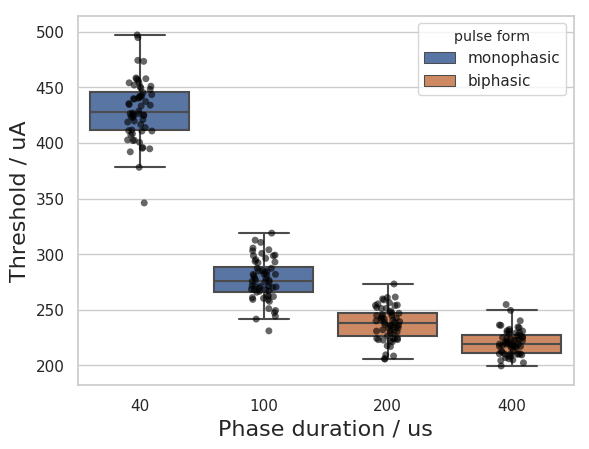 pulse form
monophasic
biphasic
Threshold / uA
500
450
400
350
300
250
200
40 100 200 400
Phase duration / us